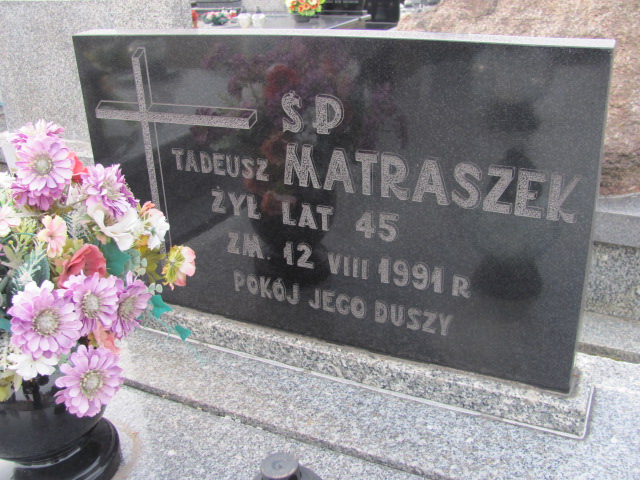 ŚP
TADEUSZ MATRASZEK
ŻYŁ LAT 45
ZM. 12 VIII 1991 R
POKÓJ JEGO DUSZY